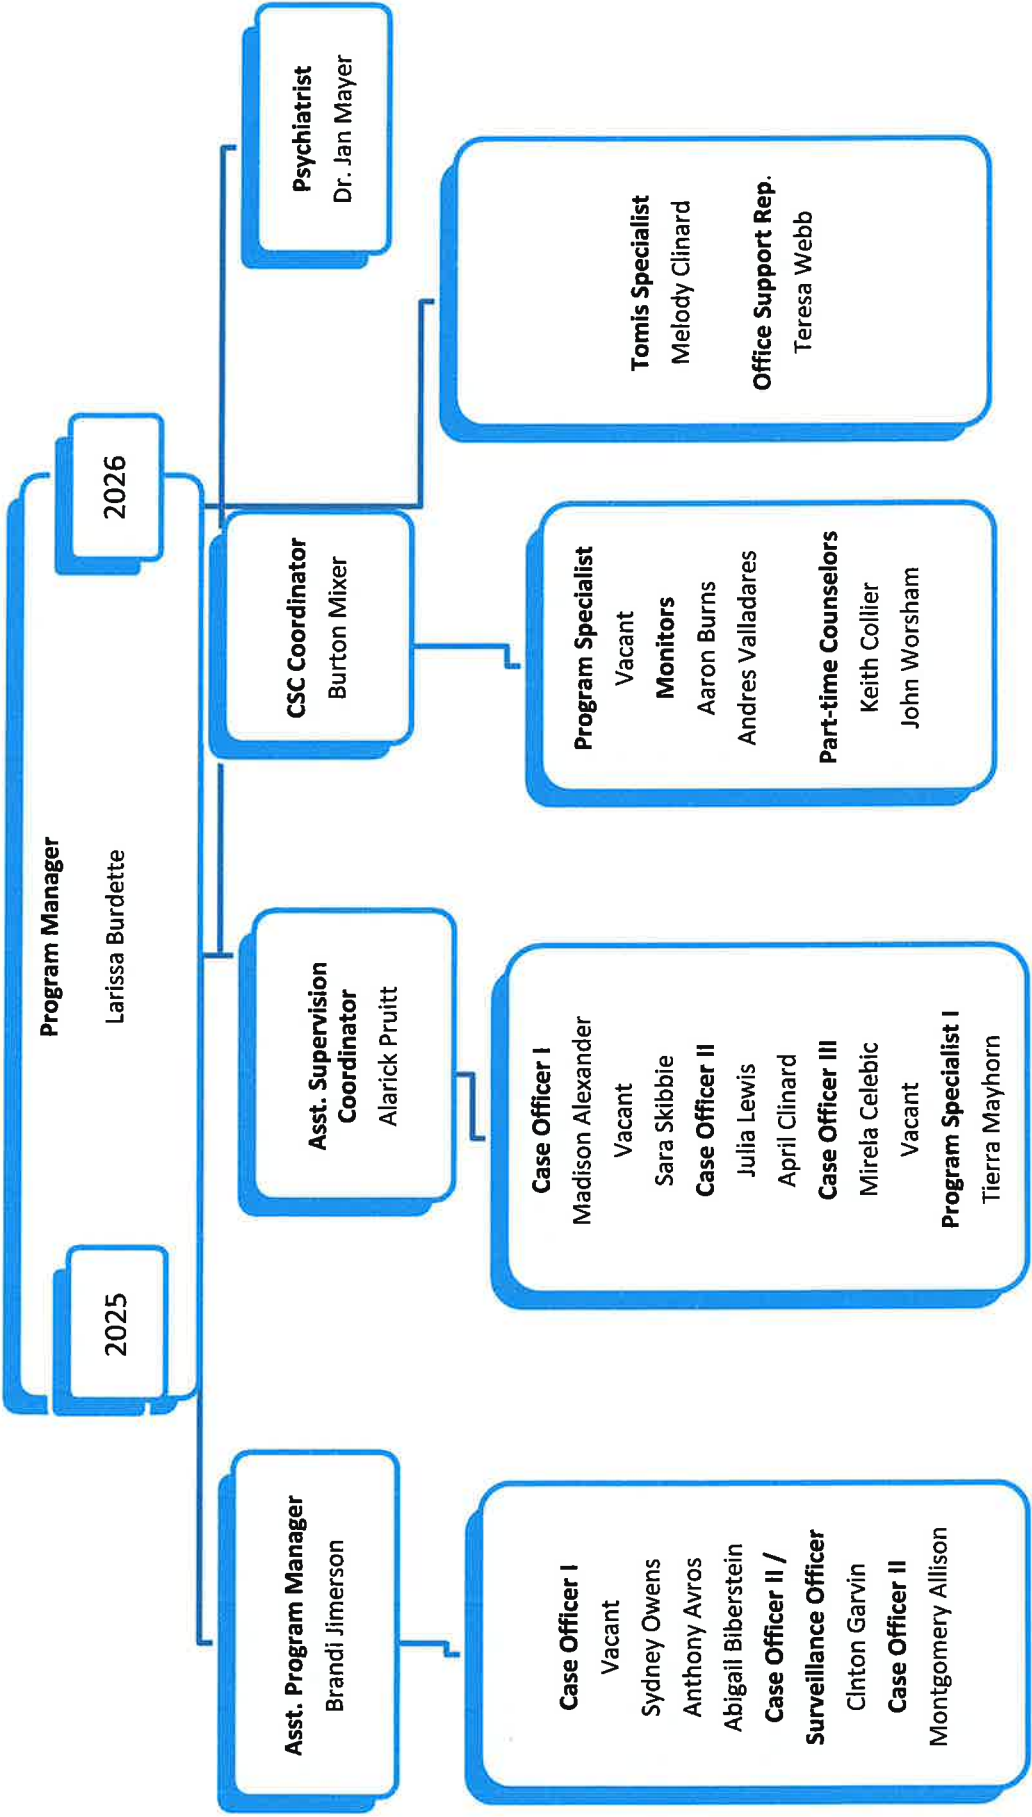 Program Manager
Larissa Burdette
2025
2026
Asst. Program Manager
Brandi Jimerson
Asst. Supervision
Coordinator
Alarick Pruitt
CSC Coordinator
Burton Mixer
Psychiatrist
Dr. Jan Mayer
Case Officer I
Vacant
Sydney Owens
Anthony Avros
Abigail Biberstein
Case Officer II /
Surveillance Officer
Clnton Garvin
Case Officer II
Montgomery Allison
Case Officer I
Madison Alexander
Vacant
Sara Skibbie
Case Officer II
Julia Lewis
April Clinard
Case Officer III
Mirela Celebic
Vacant
Program Specialist I
Tierra Mayhorn
Program Specialist
Vacant
Monitors
Aaron Burns
Andres Valladares
Part-time Counselors
Keith Collier
John Worsham
Tomis Specialist
Melody Clinard
Office Support Rep.
Teresa Webb